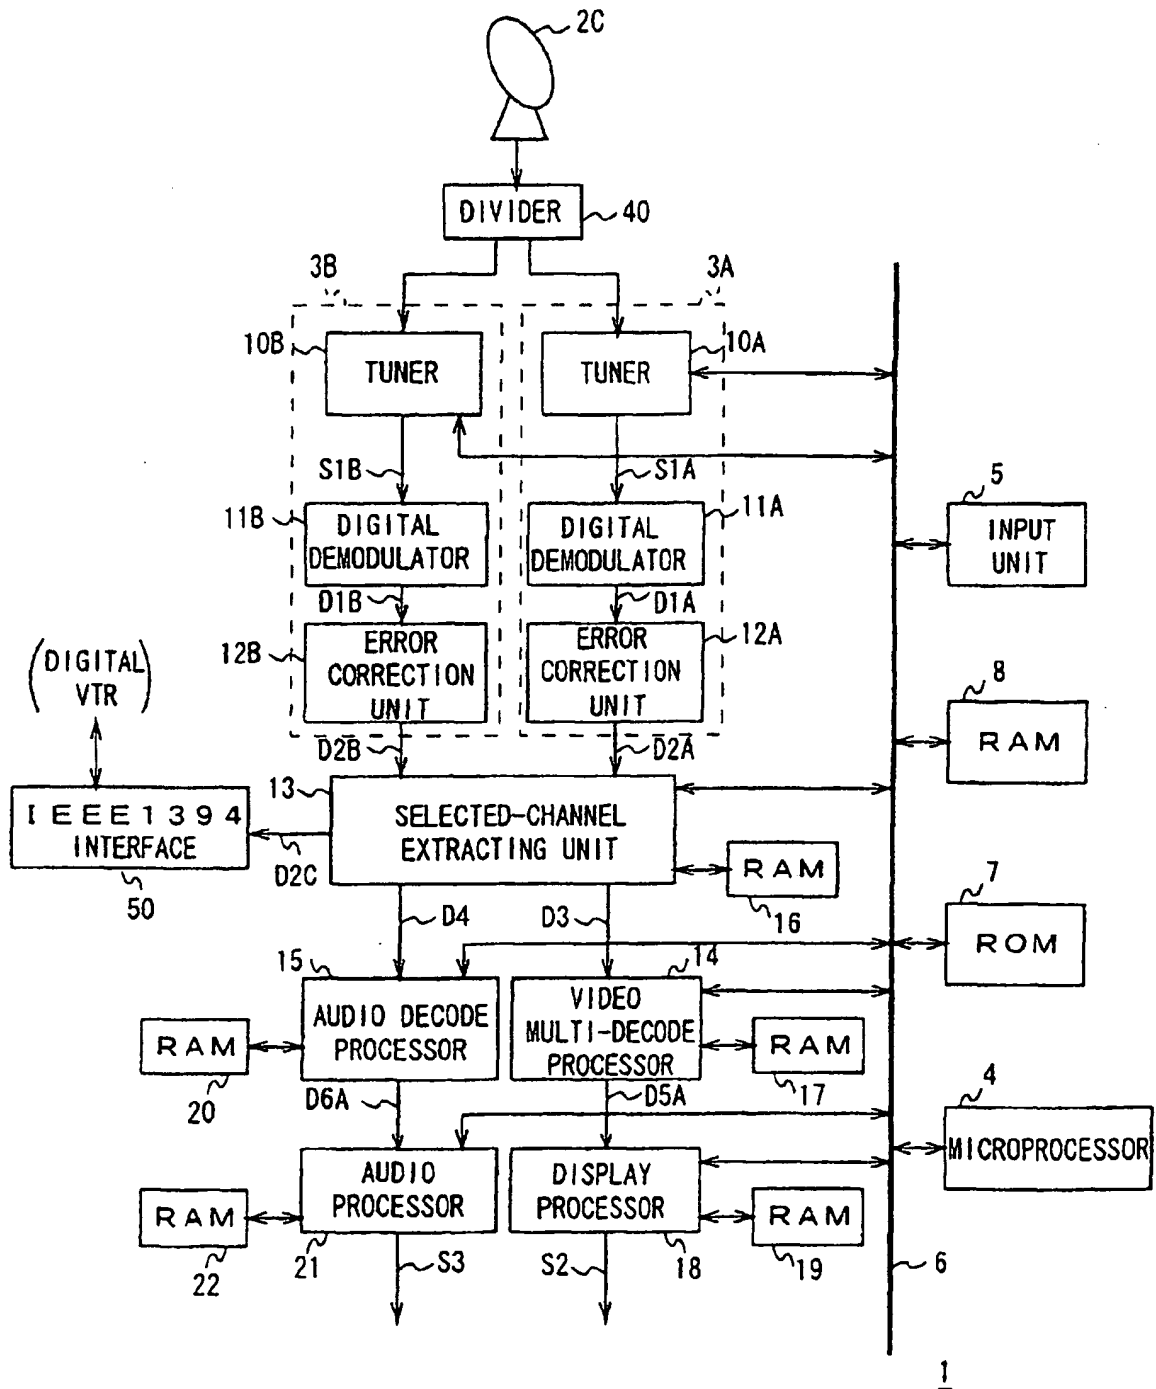 2C
DIVIDER
40
3B
3A
10B
TUNER
TUNER
10A
S1B
S1A
11B
DIGITAL
DEMODULATOR
DIGITAL
DEMODULATOR
11A
5
INPUT
UNIT
D1B
D1A
12B
ERROR
CORRECTION
UNIT
ERROR
CORRECTION
UNIT
12A
(DIGITAL
VTR)
8
RAM
D2B
D2A
13
SELECTED-CHANNEL
EXTRACTING UNIT
IEEE1394
INTERFACE
50
D2C
RAM
16
7
ROM
D4
D3
15
AUDIO DECODE
PROCESSOR
14
VIDEO
MULTI-DECODE
PROCESSOR
RAM
20
RAM
17
D6A
D5A
4
MICROPROCESSOR
AUDIO
PROCESSOR
21
DISPLAY
PROCESSOR
18
RAM
22
RAM
19
S3
S2
6
1